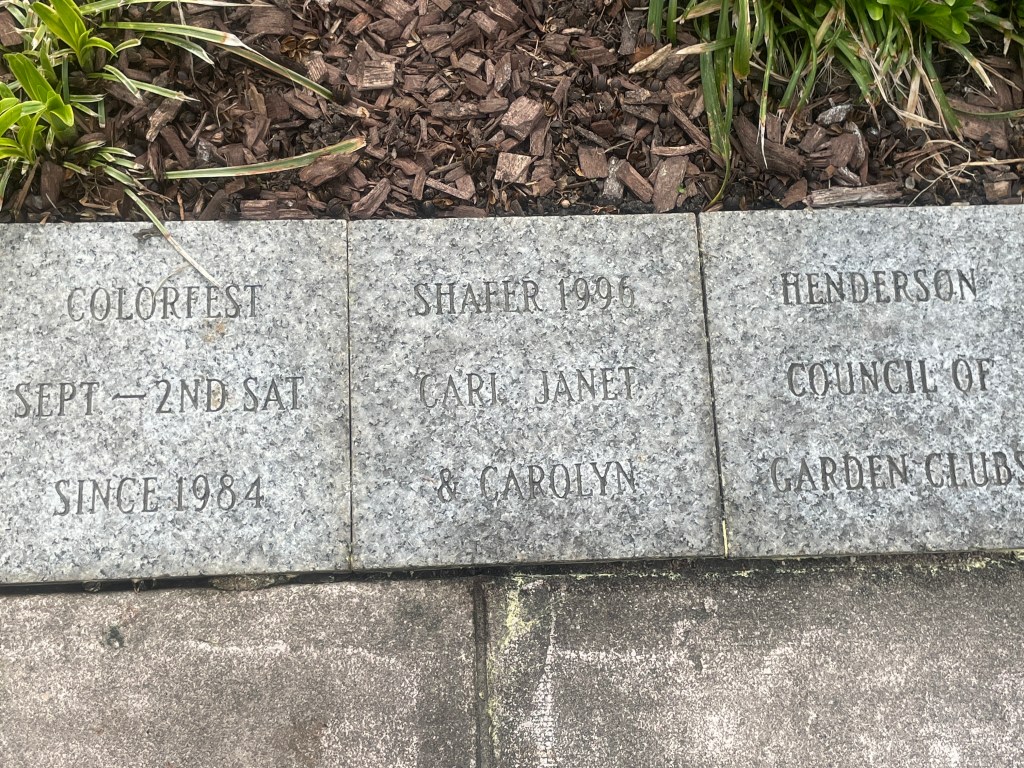 COLORFEST
SEPT — 2ND SAT
SINCE 1984
SHAFER 1996
CARL JANET
& CAROLYN
HENDERSON
COUNCIL OF
GARDEN CLUBS